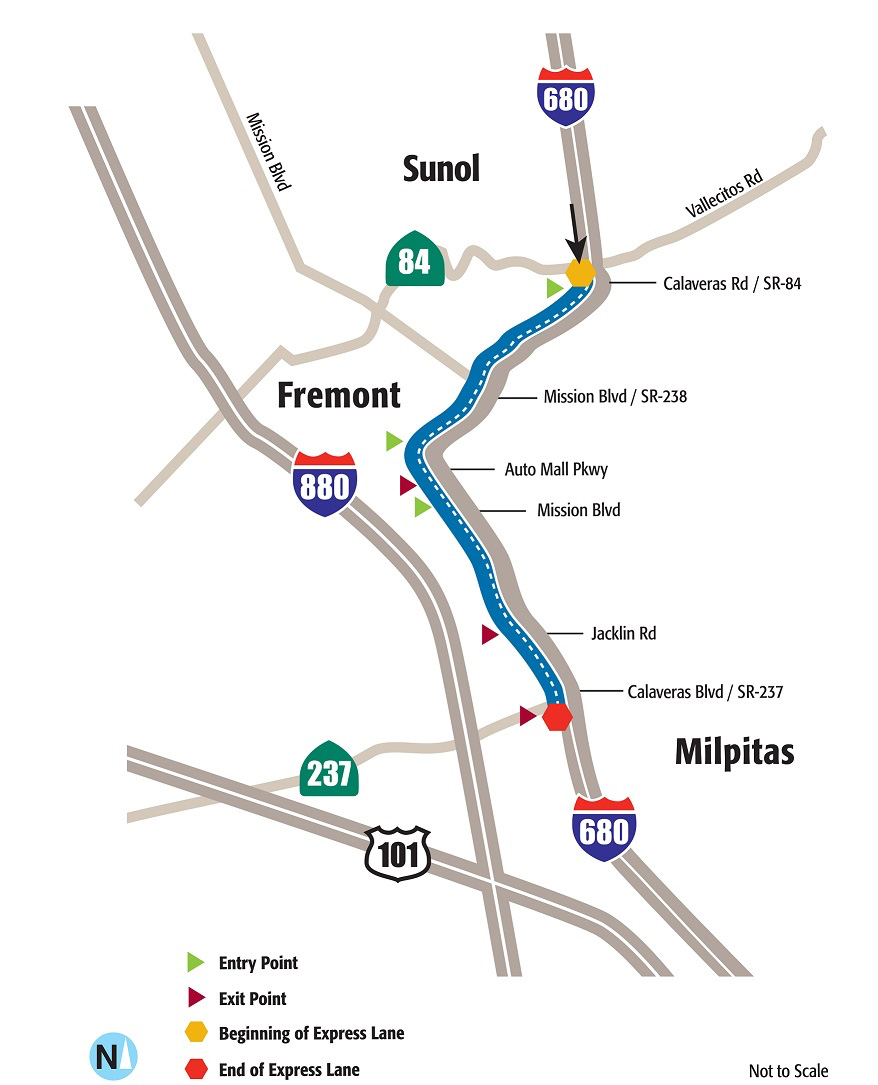 680
Mission Blvd
Sunol
Vallecitos Rd
84
Calaveras Rd / SR-84
Fremont
Mission Blvd / SR-238
Auto Mall Pkwy
880
Mission Blvd
Jacklin Rd
Calaveras Blvd / SR-237
Milpitas
237
680
101
Entry Point
Exit Point
Beginning of Express Lane
N
End of Express Lane
Not to Scale